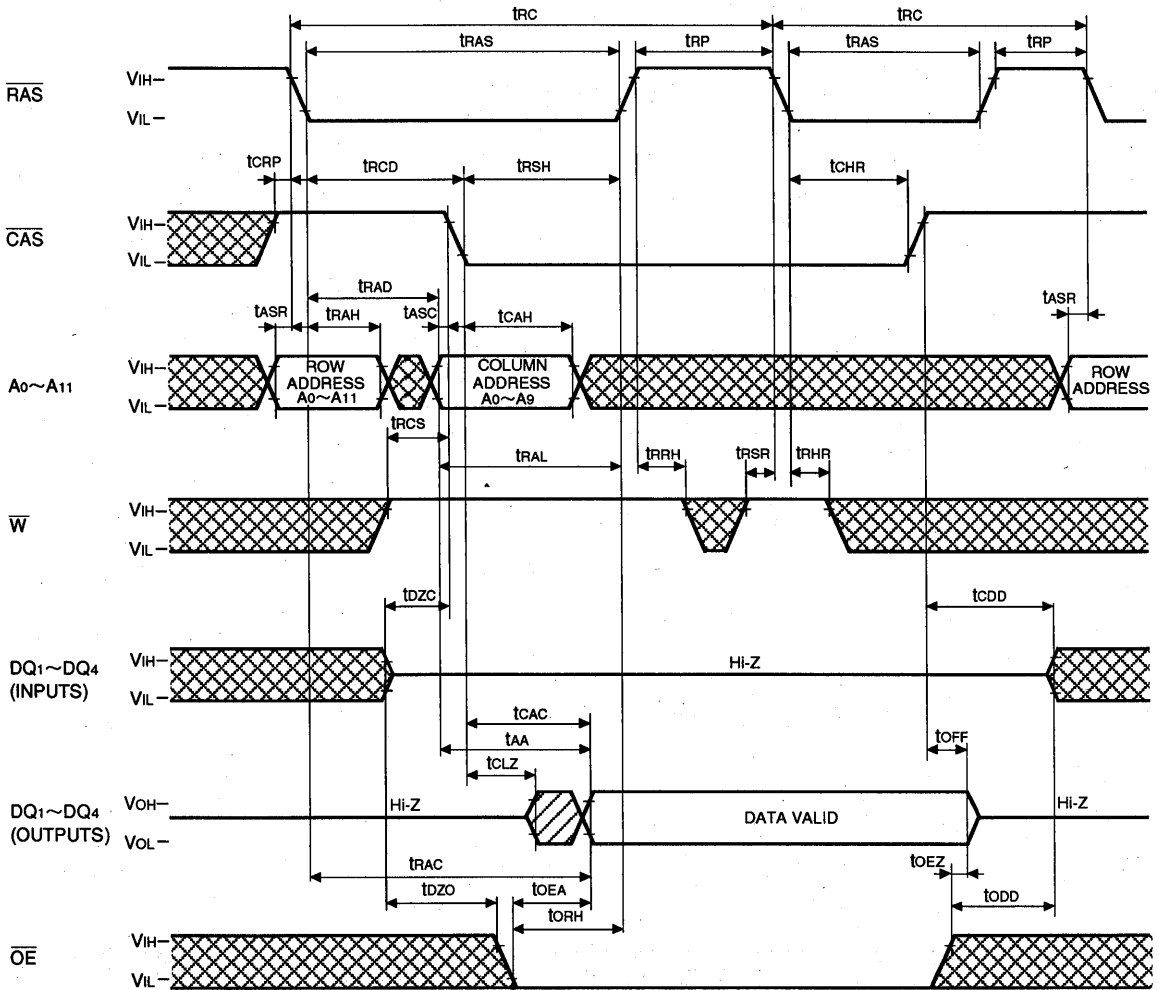 tRC tRC
tRAS tRP tRAS tRP
RAS VIH
VIL
tCRP tRCD tRSH tCHR
CAS VIH
VIL
tRAD
tASR tRAH tASC tCAH tASR
A0~A11 VIH
VIL
ROW
ADDRESS
A0~A11
COLUMN
ADDRESS
A0~A9
ROW
ADDRESS
tRCS
tRAL tRRH tRSR tRHR
W VIH
VIL
tDZC tCDD
DQ1~DQ4
(INPUTS)
VIH
VIL
Hi-Z
tCAC
tAA
tCLZ tOFF
DQ1~DQ4
(OUTPUTS)
VOH
VOL
Hi-Z DATA VALID Hi-Z
tRAC tOEZ
tDZO tOEA tODD
tORH
OE VIH
VIL